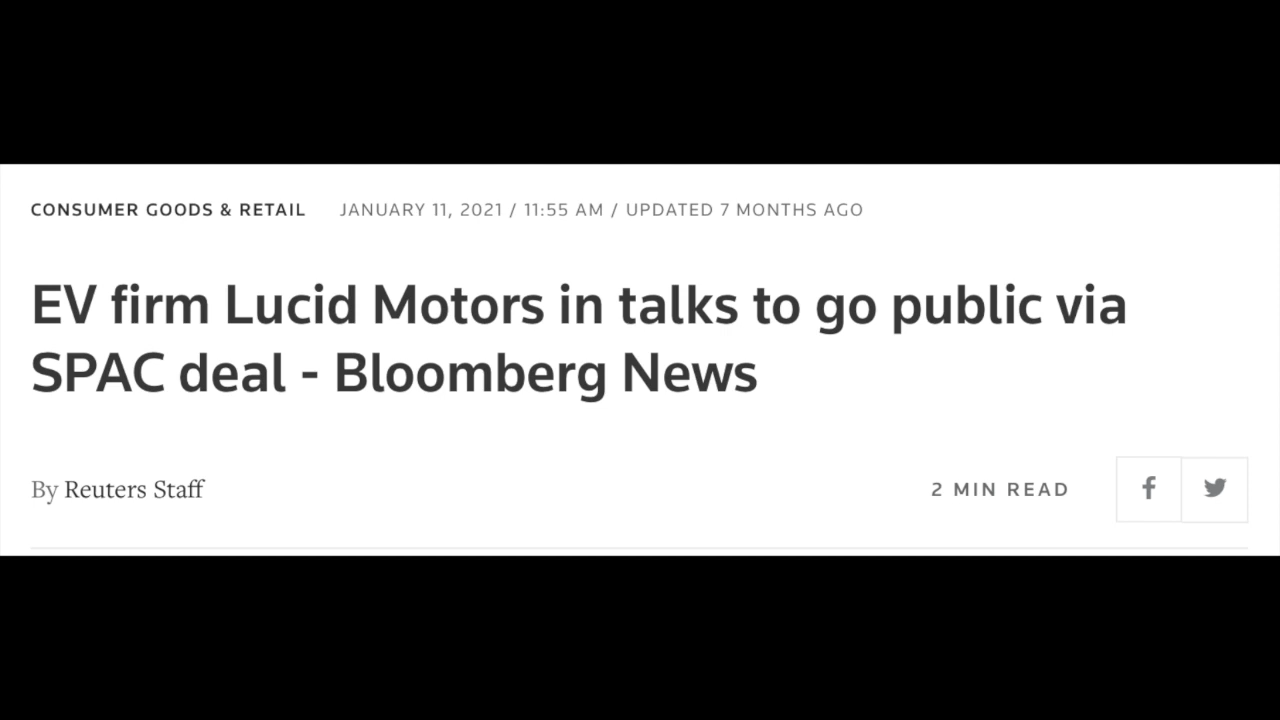 CONSUMER GOODS & RETAIL JANUARY 11, 2021 / 11:55 AM / UPDATED 7 MONTHS AGO
EV firm Lucid Motors in talks to go public via
SPAC deal - Bloomberg News
By Reuters Staff 2 MIN READ